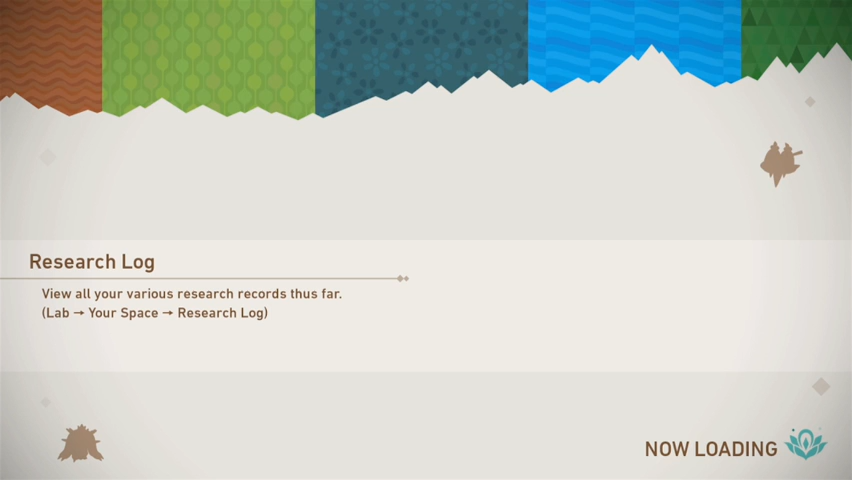 Research Log
View all your various research records thus far.
(Lab → Your Space → Research Log)
NOW LOADING